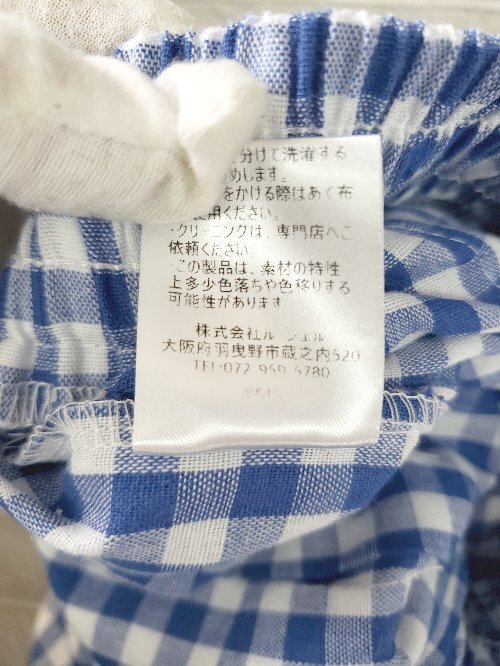 分けて洗濯する
めします。
をかける際はあて布
使用ください。
・クリーニングは、専門店へご
依頼ください。
・この製品は、素材の特性
上多少色落ちや色移りする
可能性があります
株式会社ル シェル
大阪府羽曳野市蔵之内520
TEL:072 959 5780